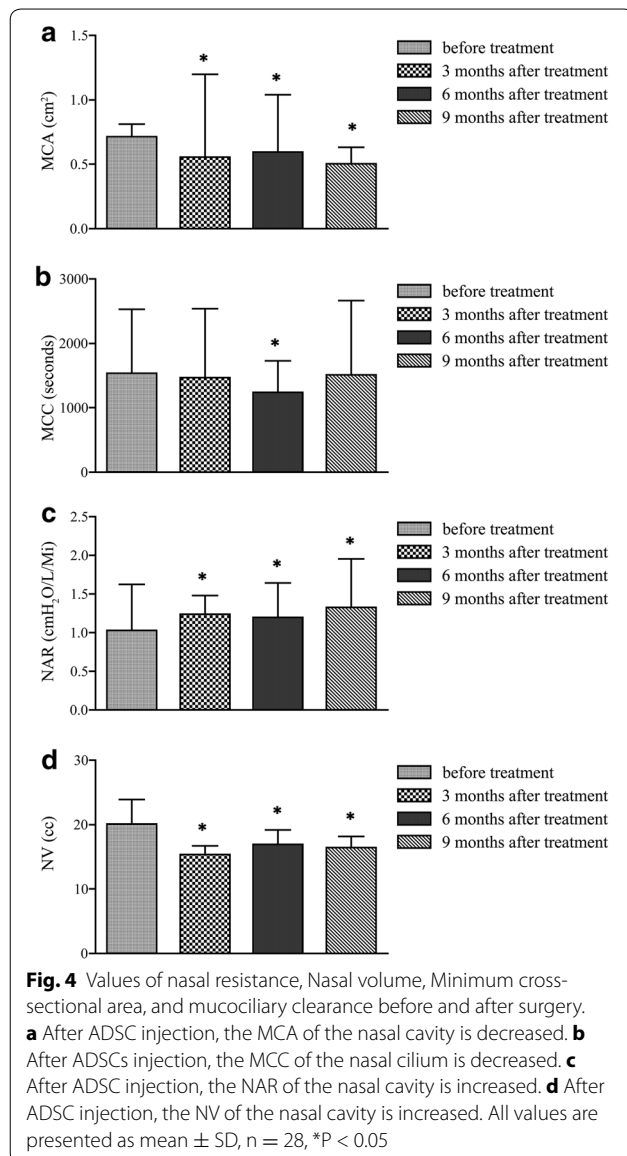 a
1.5
1.0
0.5
0.0
MCA (cm²)
*
*
*
before treatment
3 months after treatment
6 months after treatment
9 months after treatment
b
3000
2000
1000
0
MCC (seconds)
*
before treatment
3 months after treatment
6 months after treatment
9 months after treatment
c
2.5
2.0
1.5
1.0
0.5
0.0
NAR (cmH₂O/L/Mi)
*
*
*
before treatment
3 months after treatment
6 months after treatment
9 months after treatment
d
30
20
10
0
NV (cc)
*
*
*
before treatment
3 months after treatment
6 months after treatment
9 months after treatment
Fig. 4 Values of nasal resistance, Nasal volume, Minimum cross-
sectional area, and mucociliary clearance before and after surgery.
a After ADSC injection, the MCA of the nasal cavity is decreased. b
After ADSCs injection, the MCC of the nasal cilium is decreased. c
After ADSC injection, the NAR of the nasal cavity is increased. d After
ADSC injection, the NV of the nasal cavity is increased. All values are
presented as mean ± SD, n = 28, *P < 0.05